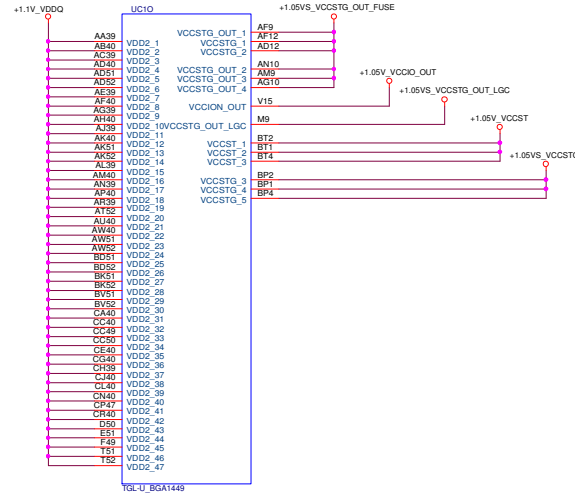 +1.1V_VDDQ
UC1O
+1.05VS_VCCSTG_OUT_FUSE
AA39 VDD2_1 VCCSTG_OUT_1 AF9
AB40 VDD2_2 VCCSTG_1 AF12
AC39 VDD2_3 VCCSTG_2 AD12
AD40 VDD2_4
AD51 VDD2_5 VCCSTG_OUT_2 AN10
AD52 VDD2_6 VCCSTG_OUT_3 AM9
AE39 VDD2_7 VCCSTG_OUT_4 AG10
+1.05V_VCCIO_OUT
AF40 VDD2_8 VCCION_OUT V15
+1.05VS_VCCSTG_OUT_LGC
AG39 VDD2_9
AH40 VDD2_10 VCCSTG_OUT_LGC M9
+1.05V_VCCST
AJ39 VDD2_11
AK40 VDD2_12 VCCST_1 BT2
AK51 VDD2_13 VCCST_2 BT1
AK52 VDD2_14 VCCST_3 BT4
+1.05VS_VCCSTG
AL39 VDD2_15
AM40 VDD2_16 VCCSTG_3 BP2
AN39 VDD2_17 VCCSTG_4 BP1
AP40 VDD2_18 VCCSTG_5 BP4
AR39 VDD2_19
AT52 VDD2_20
AU40 VDD2_21
AW40 VDD2_22
AW51 VDD2_23
AW52 VDD2_24
BD51 VDD2_25
BD52 VDD2_26
BK51 VDD2_27
BK52 VDD2_28
BV51 VDD2_29
BV52 VDD2_30
CA40 VDD2_31
CC40 VDD2_32
CC49 VDD2_33
CC50 VDD2_34
CE40 VDD2_35
CG40 VDD2_36
CH39 VDD2_37
CJ40 VDD2_38
CL40 VDD2_39
CN40 VDD2_40
CP47 VDD2_41
CR40 VDD2_42
D50 VDD2_43
E51 VDD2_44
F49 VDD2_45
T51 VDD2_46
T52 VDD2_47
TGL-U_BGA1449